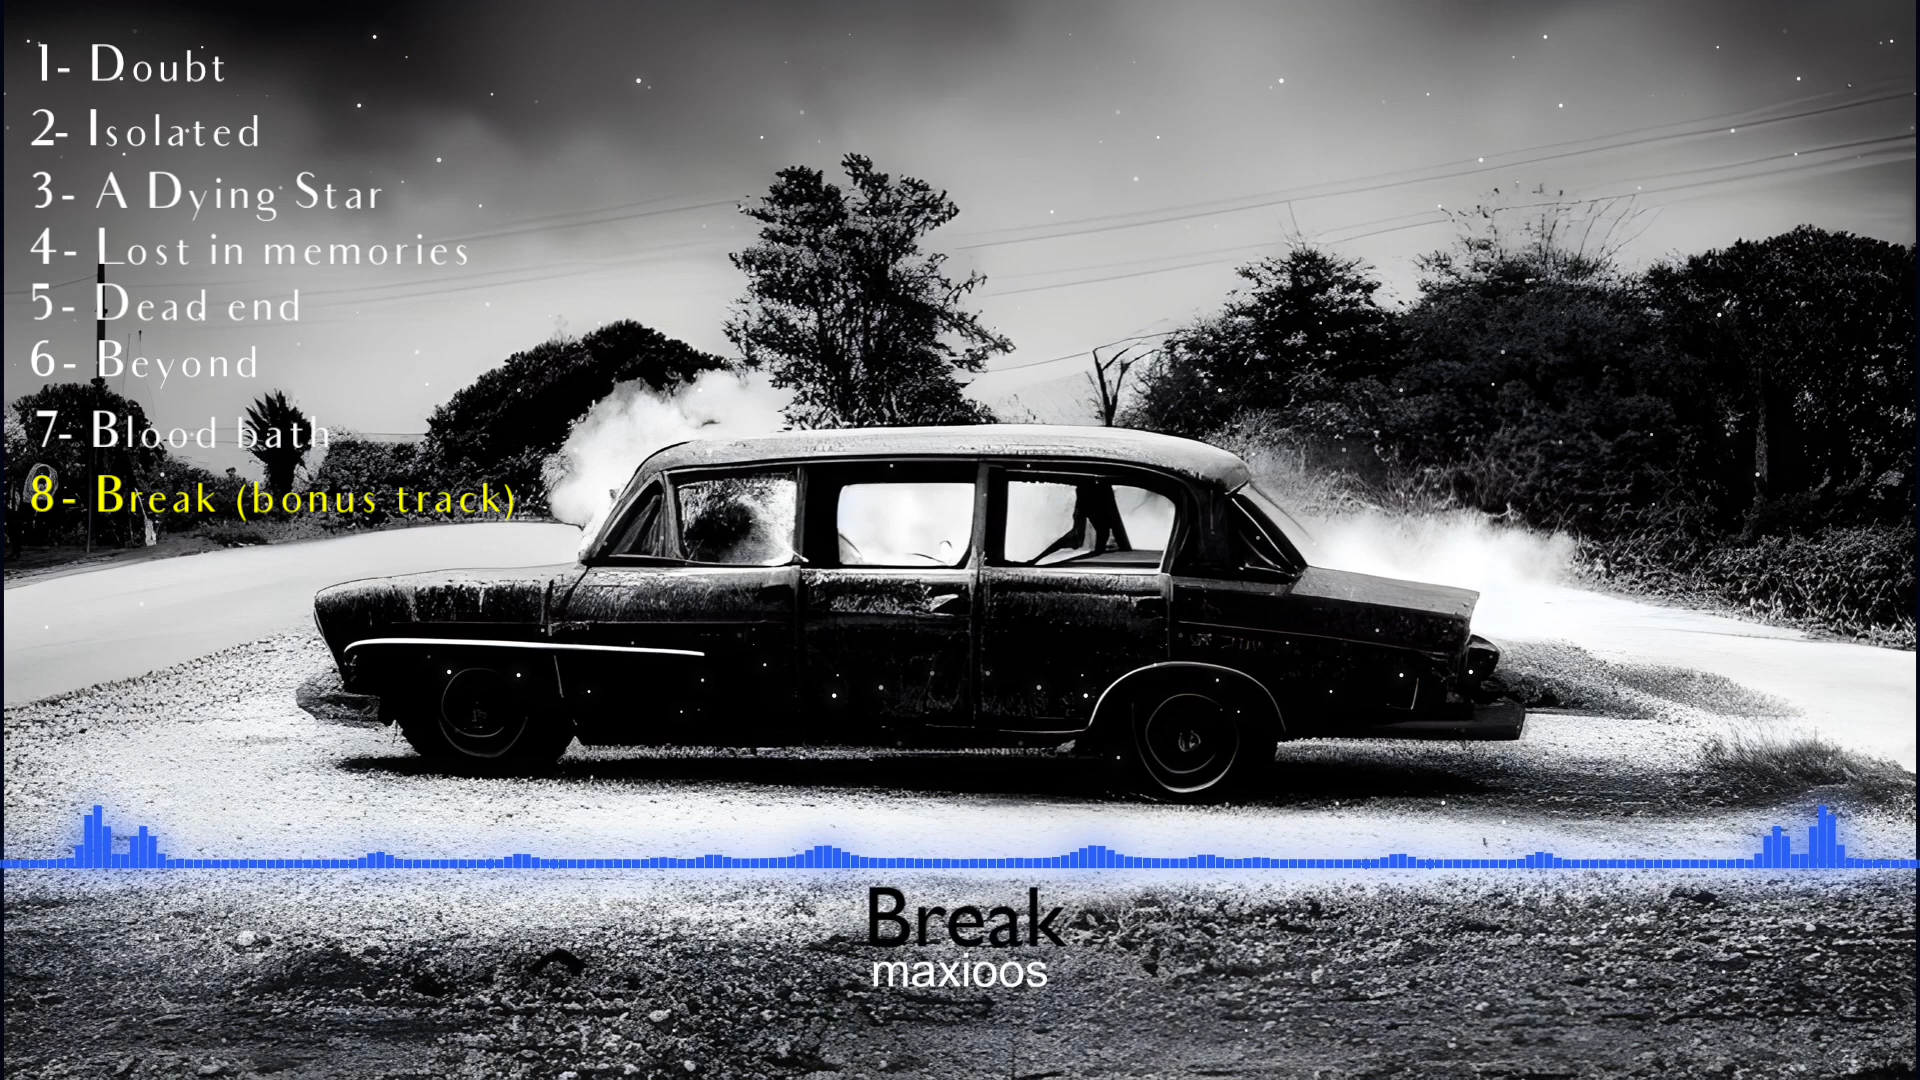 1- Doubt
2- Isolated
3- A Dying Star
4- Lost in memories
5- Dead end
6- Beyond
7- Blood bath
8- Break (bonus track)
Break
maxioos